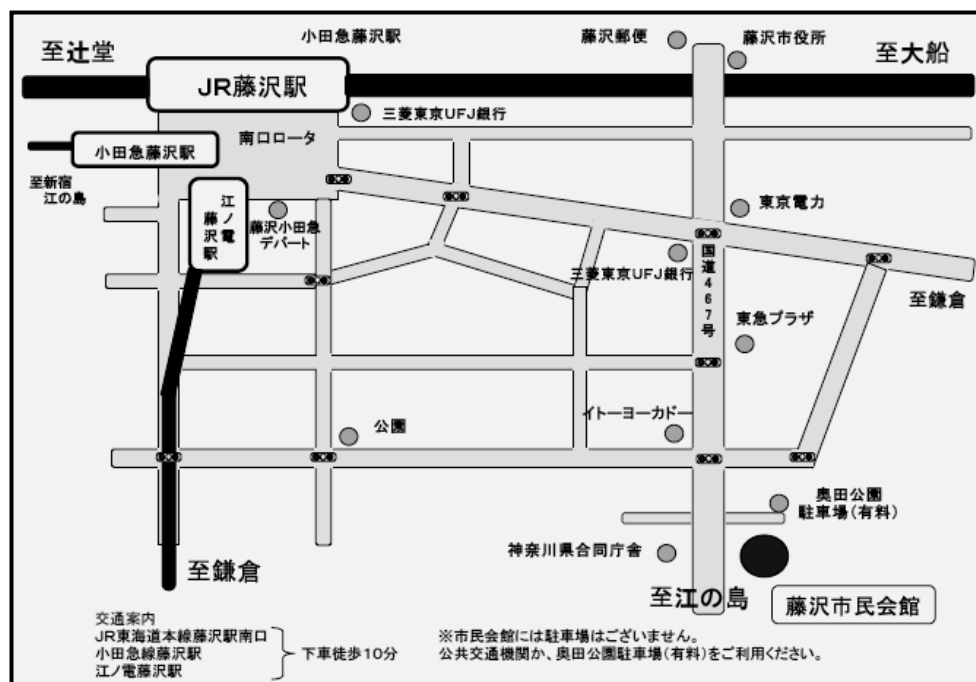 小田急藤沢駅
藤沢郵便
藤沢市役所
至辻堂
至大船
JR藤沢駅
三菱東京UFJ銀行
南口ロータ
小田急藤沢駅
至新宿
江の島
江ノ電
藤沢駅
藤沢小田急
デパート
東京電力
三菱東京UFJ銀行
国道467号
至鎌倉
東急プラザ
イトーヨーカドー
公園
奥田公園
駐車場(有料)
神奈川県合同庁舎
至鎌倉
至江の島
藤沢市民会館
交通案内
JR東海道本線藤沢駅南口
小田急線藤沢駅
江ノ電藤沢駅
下車徒歩10分
※市民会館には駐車場はございません。
公共交通機関か、奥田公園駐車場(有料)をご利用ください。